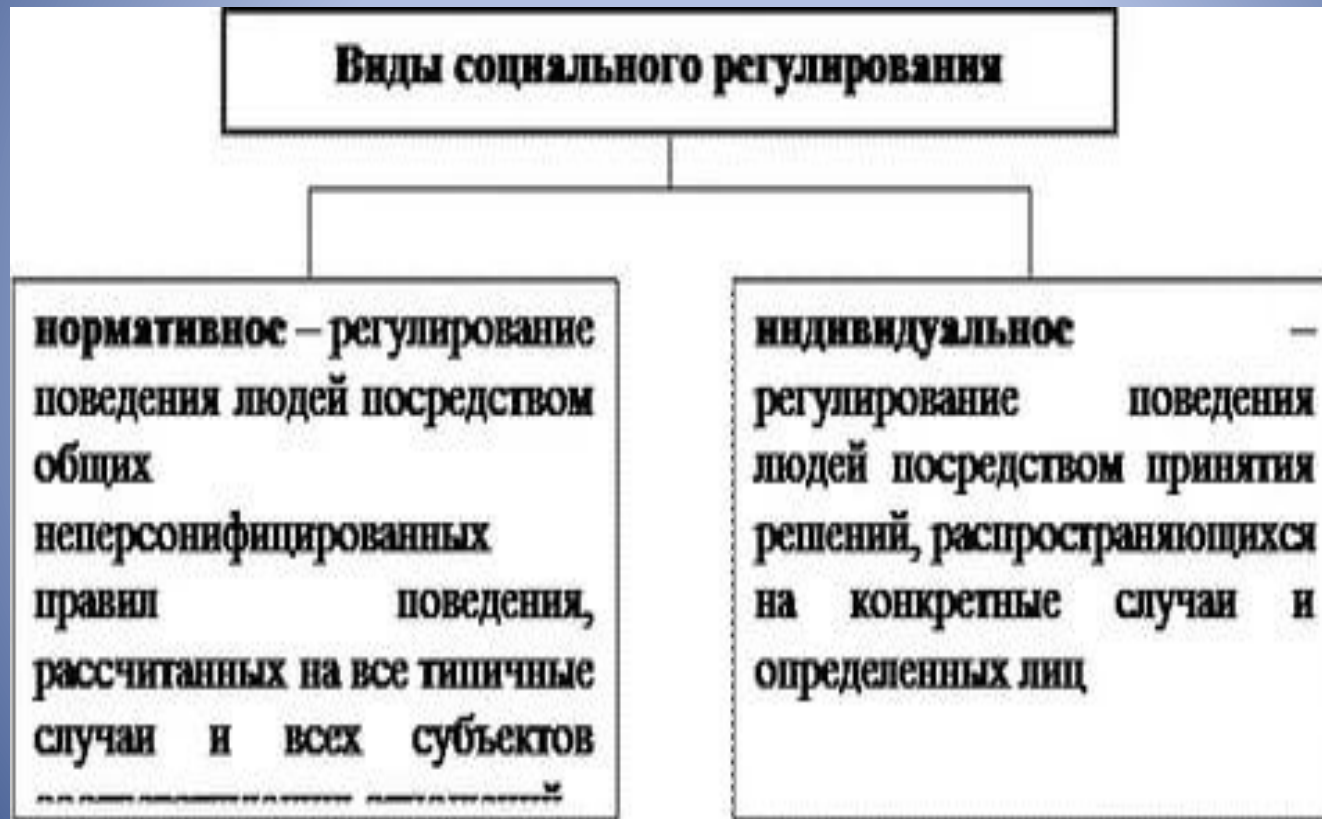 Виды социального регулирования
нормативное – регулирование
поведения людей посредством
общих
неперсонифицированных
правил поведения,
рассчитанных на все типичные
случаи и всех субъектов
индивидуальное –
регулирование поведения
людей посредством принятия
решений, распространяющихся
на конкретные случаи и
определенных лиц